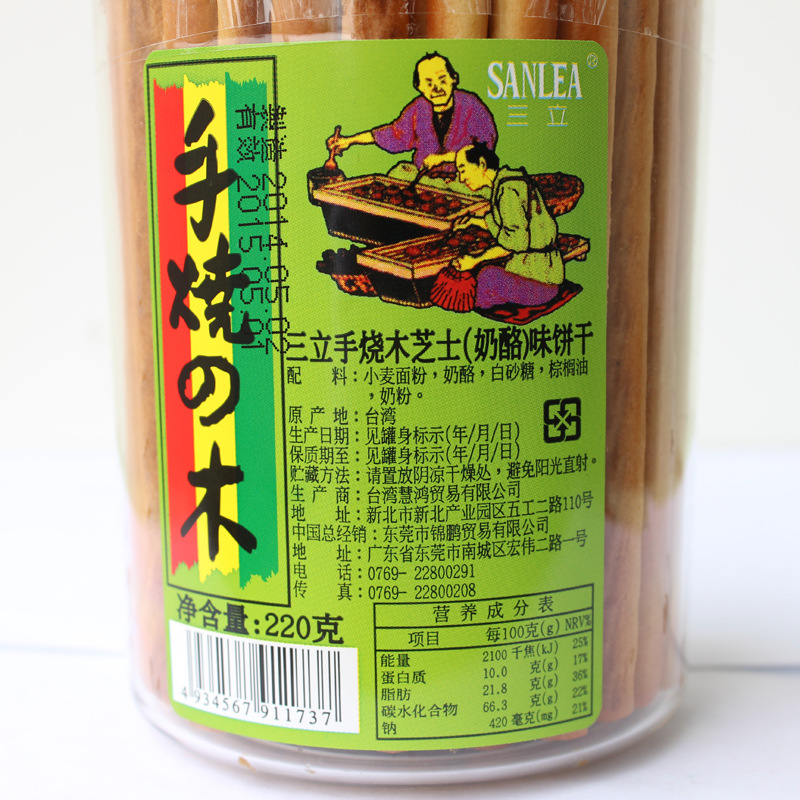 SANLEA®
三立
手焼の木
製造 2014.05.02
有效 2015.05.01
三立手烧木芝士(奶酪)味饼干
配 料：小麦面粉，奶酪，白砂糖，棕榈油
，奶粉。
原产地：台湾
生产日期：见罐身标示(年/月/日)
保质期至：见罐身标示(年/月/日)
贮藏方法：请置放阴凉干燥处，避免阳光直射。
生产商：台湾慧鸿贸易有限公司
地 址：新北市新北产业园区五工二路110号
中国总经销：东莞市锦鹏贸易有限公司
地 址：广东省东莞市南城区宏伟二路一号
电 话：0769- 22800291
传 真：0769- 22800208
净含量:220克
4 934567 911737
营养成分表
项目 每100克(g) NRV%
能量 2100 千焦(kJ) 25%
蛋白质 10.0 克(g) 17%
脂肪 21.8 克(g) 36%
碳水化合物 66.3 克(g) 22%
钠 420 毫克(mg) 21%